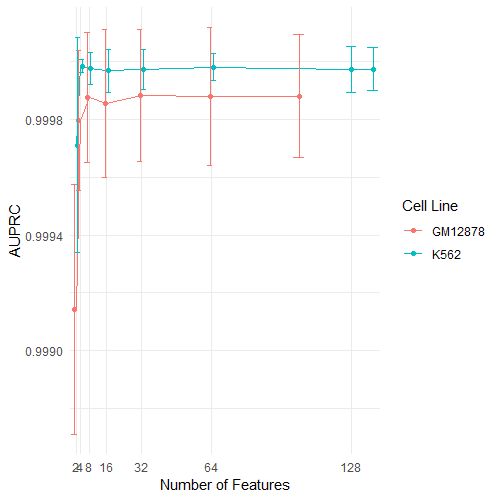 0.9998
0.9994
0.9990
AUPRC
2 4 8 16 32 64 128
Number of Features
Cell Line
GM12878
K562